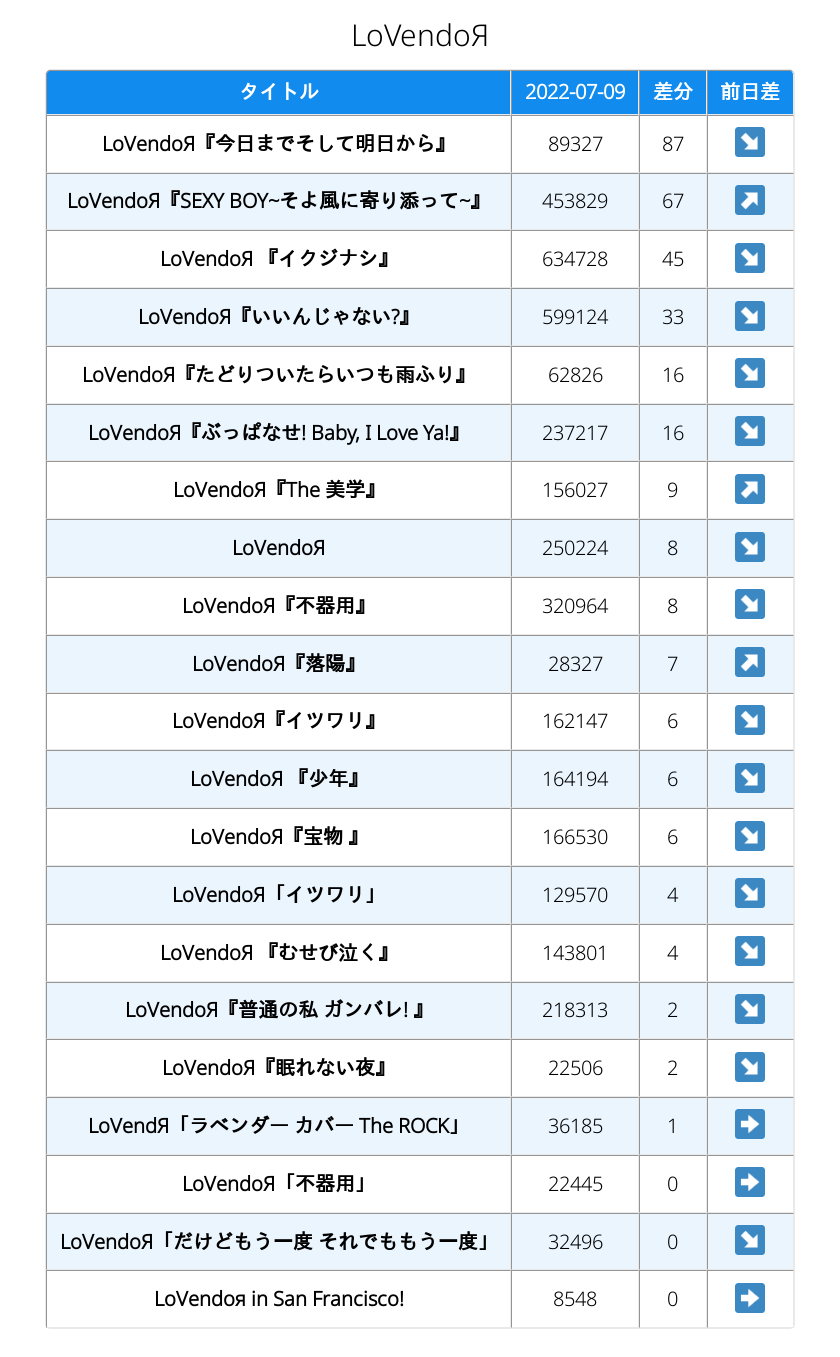 LoVendoЯ
タイトル 2022-07-09 差分 前日差
LoVendoЯ『今日までそして明日から』 89327 87
LoVendoЯ『SEXY BOY~そよ風に寄り添って~』 453829 67
LoVendoЯ 『イクジナシ』 634728 45
LoVendoЯ『いいんじゃない?』 599124 33
LoVendoЯ『たどりついたらいつも雨ふり』 62826 16
LoVendoЯ『ぶっぱなせ! Baby, I Love Ya!』 237217 16
LoVendoЯ『The 美学』 156027 9
LoVendoЯ 250224 8
LoVendoЯ『不器用』 320964 8
LoVendoЯ『落陽』 28327 7
LoVendoЯ『イツワリ』 162147 6
LoVendoЯ 『少年』 164194 6
LoVendoЯ『宝物 』 166530 6
LoVendoЯ「イツワリ」 129570 4
LoVendoЯ 『むせび泣く』 143801 4
LoVendoЯ『普通の私 ガンバレ! 』 218313 2
LoVendoЯ『眠れない夜』 22506 2
LoVendЯ「ラベンダー カバー The ROCK」 36185 1
LoVendoЯ「不器用」 22445 0
LoVendoЯ「だけどもう一度 それでももう一度」 32496 0
LoVendoя in San Francisco! 8548 0